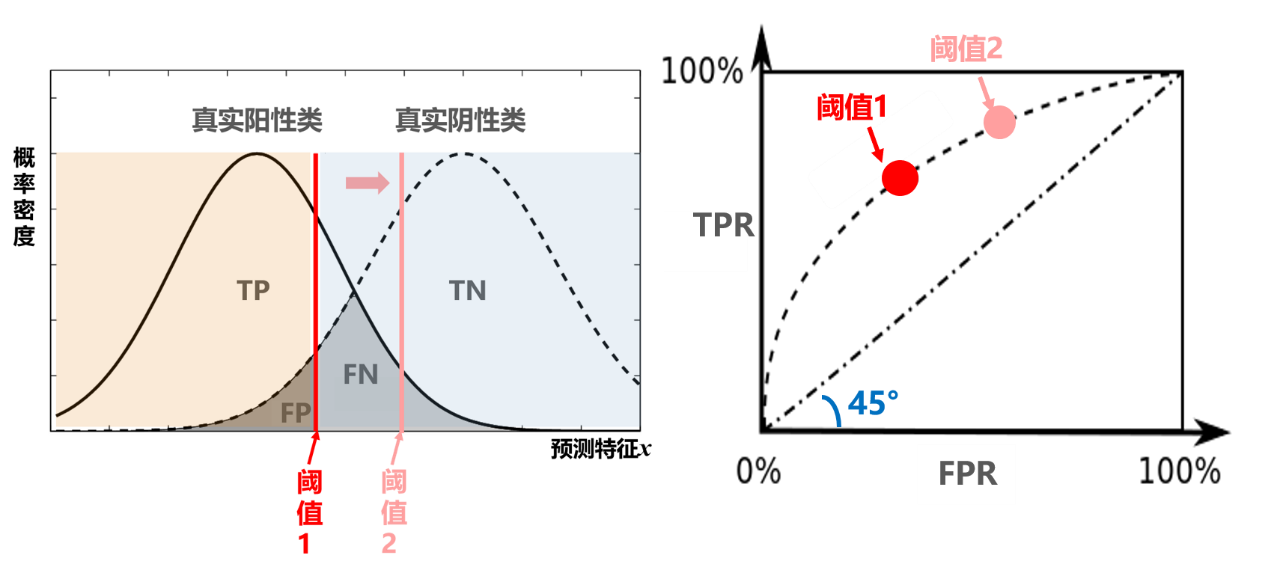 真实阳性类
真实阴性类
概率密度
TP
TN
FN
FP
预测特征x
阈值1
阈值2
100%
阈值2
阈值1
TPR
45°
0%
FPR
100%